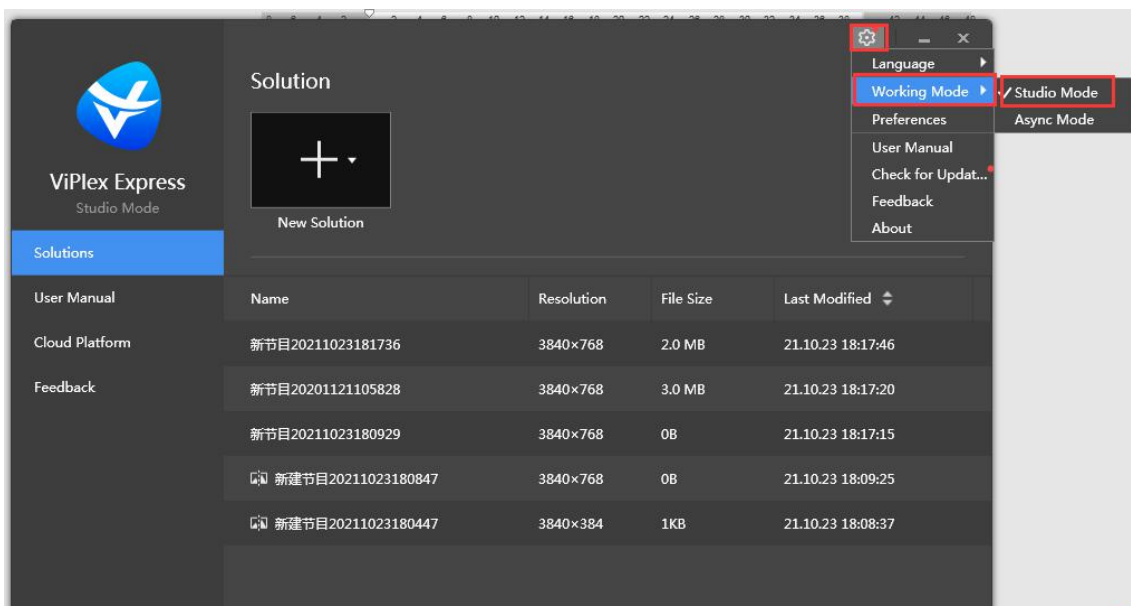 Solution
ViPlex Express
Studio Mode
New Solution
Language
Working Mode
Preferences
User Manual
Check for Updat...
Feedback
About
✓ Studio Mode
Async Mode
Solutions
User Manual
Cloud Platform
Feedback
Name Resolution File Size Last Modified
新节目20211023181736 3840×768 2.0 MB 21.10.23 18:17:46
新节目20201121105828 3840×768 3.0 MB 21.10.23 18:17:20
新节目20211023180929 3840×768 0B 21.10.23 18:17:15
新建节目20211023180847 3840×768 0B 21.10.23 18:09:25
新建节目20211023180447 3840×384 1KB 21.10.23 18:08:37